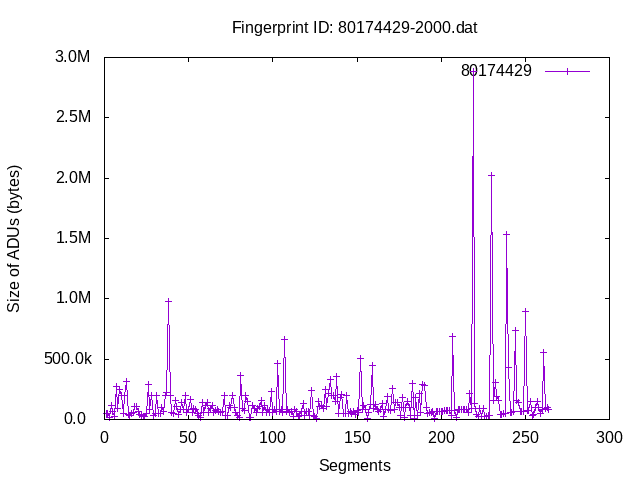 Fingerprint ID: 80174429-2000.dat
3.0M
80174429
2.5M
2.0M
Size of ADUs (bytes)
1.5M
1.0M
500.0k
0.0
0 50 100 150 200 250 300
Segments